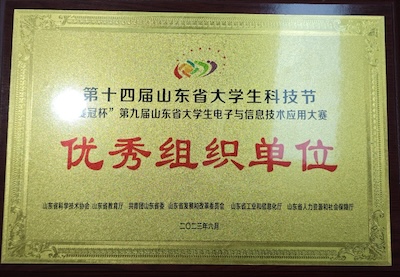 第十四届山东省大学生科技节
冠杯”第九届山东省大学生电子与信息技术应用大赛
优秀组织单位
山东省科学技术协会 山东省教育厅 共青团山东省委 山东省发展和改革委员会 山东省工业和信息化厅 山东省人力资源和社会保障厅
二〇二三年六月